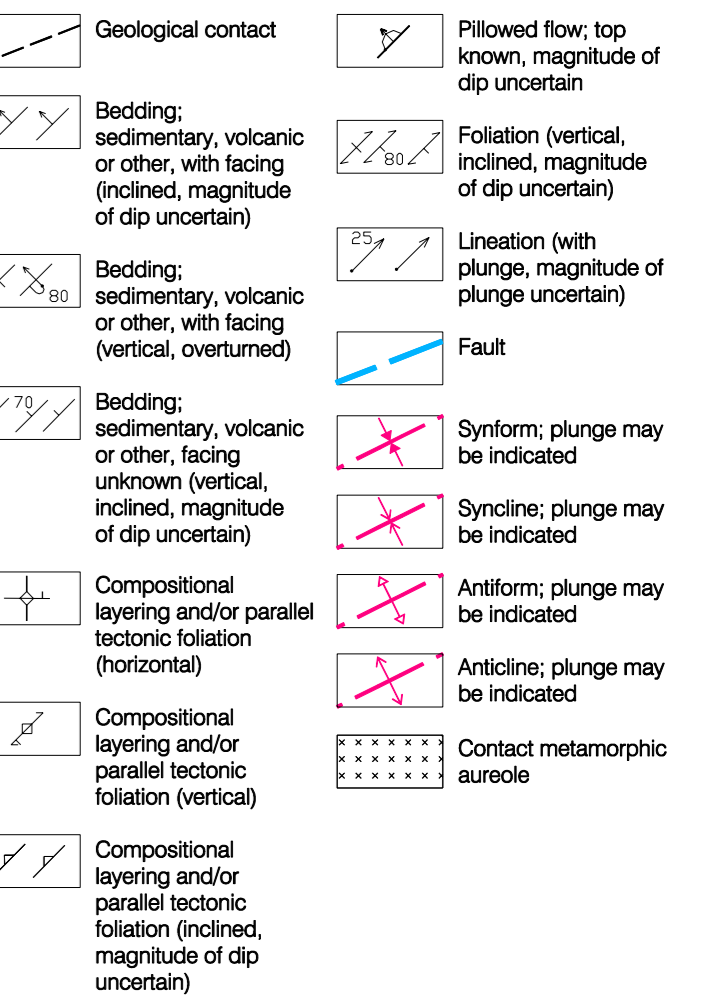 Geological contact
Bedding;
sedimentary, volcanic
or other, with facing
(inclined, magnitude
of dip uncertain)
80
Bedding;
sedimentary, volcanic
or other, with facing
(vertical, overturned)
70
Bedding;
sedimentary, volcanic
or other, facing
unknown (vertical,
inclined, magnitude
of dip uncertain)
Compositional
layering and/or parallel
tectonic foliation
(horizontal)
Compositional
layering and/or
parallel tectonic
foliation (vertical)
Compositional
layering and/or
parallel tectonic
foliation (inclined,
magnitude of dip
uncertain)
Pillowed flow; top
known, magnitude of
dip uncertain
80
Foliation (vertical,
inclined, magnitude
of dip uncertain)
25
Lineation (with
plunge, magnitude of
plunge uncertain)
Fault
Synform; plunge may
be indicated
Syncline; plunge may
be indicated
Antiform; plunge may
be indicated
Anticline; plunge may
be indicated
Contact metamorphic
aureole